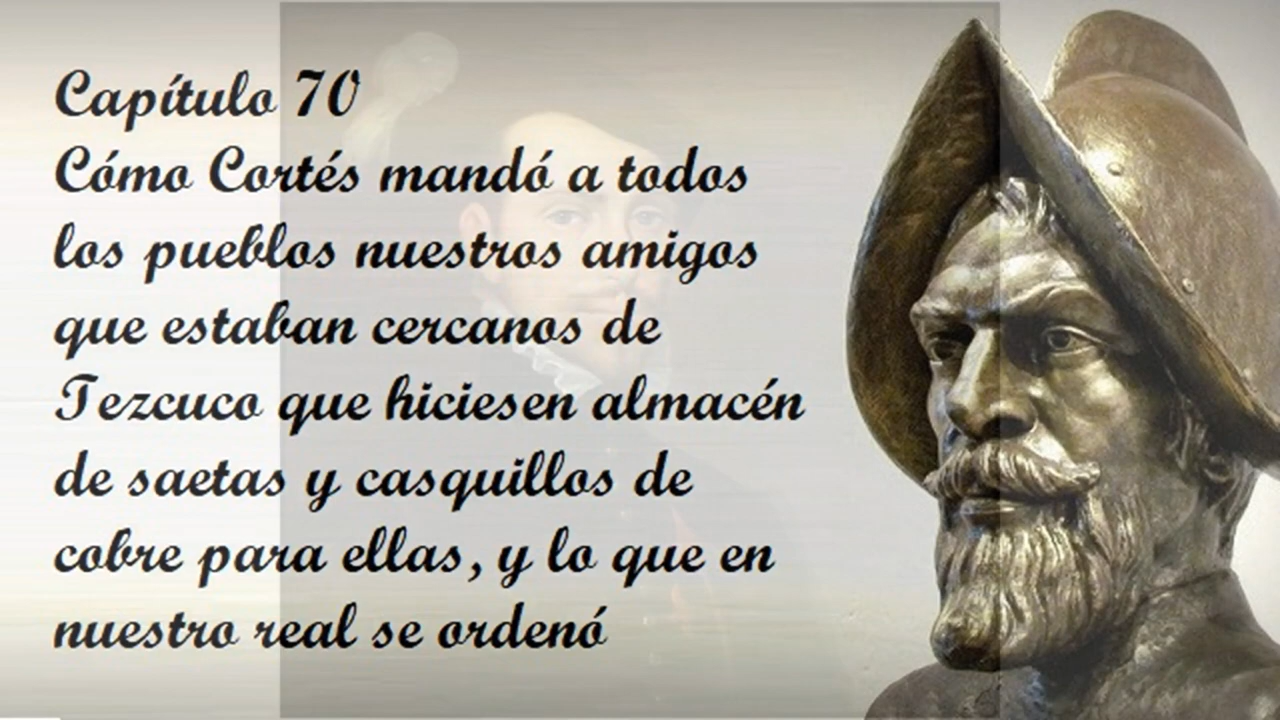 Capítulo 70
Cómo Cortés mandó a todos
los pueblos nuestros amigos
que estaban cercanos de
Tezcuco que hiciesen almacén
de saetas y casquillos de
cobre para ellas, y lo que en
nuestro real se ordenó